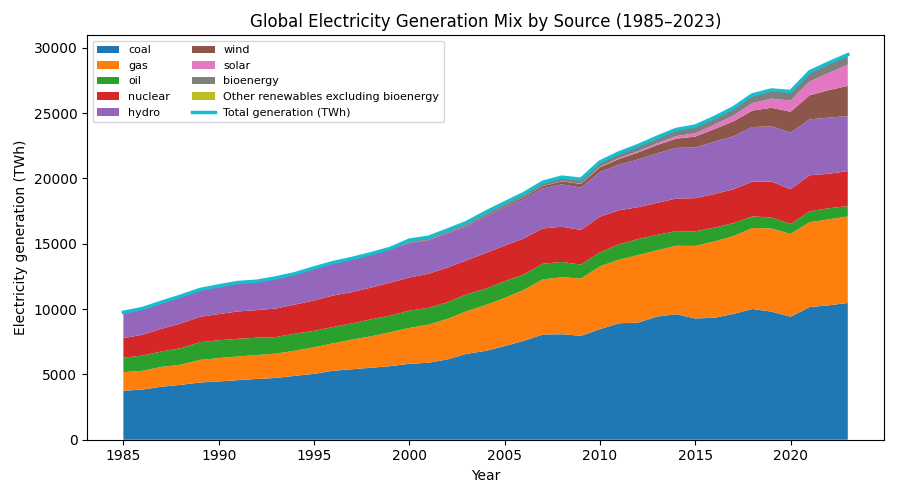 Global Electricity Generation Mix by Source (1985–2023)
Electricity generation (TWh)
30000
25000
20000
15000
10000
5000
0
coal
gas
oil
nuclear
hydro
wind
solar
bioenergy
Other renewables excluding bioenergy
Total generation (TWh)
1985 1990 1995 2000 2005 2010 2015 2020
Year